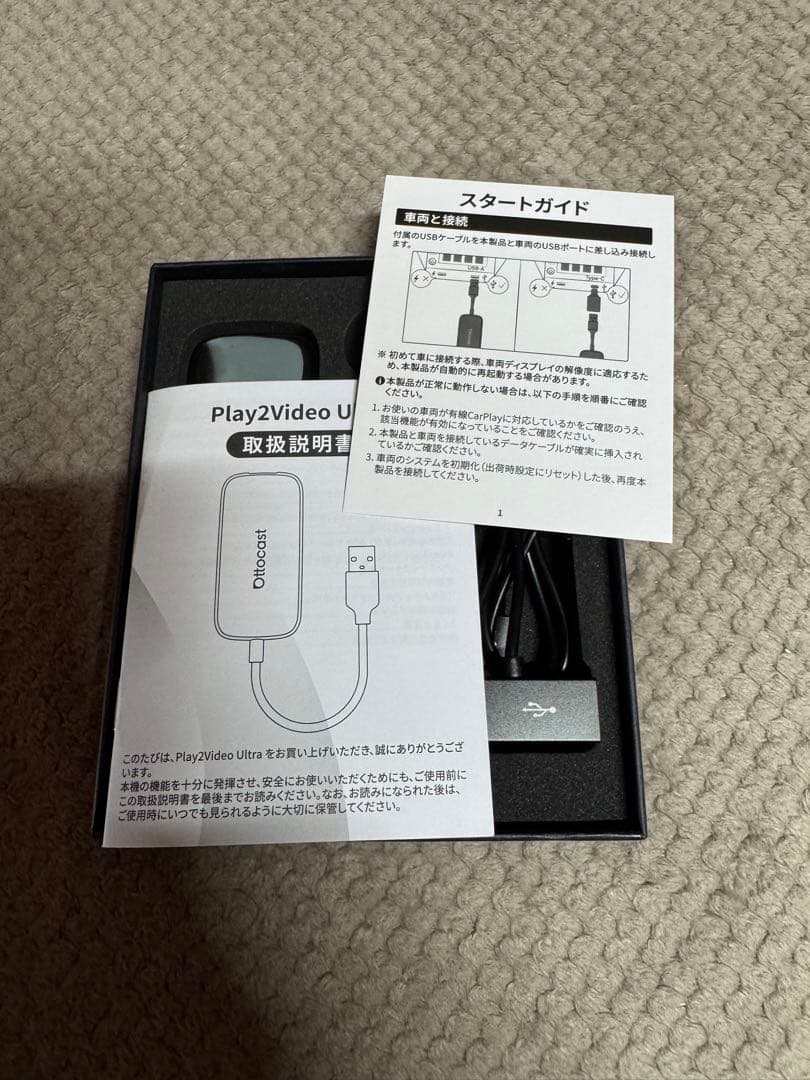 スタートガイド
車両と接続
付属のUSBケーブルを本製品と車両のUSBポートに差し込み接続し
ます。
USB-A
Type-C
Ottocast
※ 初めて車に接続する際、車両ディスプレイの解像度に適応するた
め、本製品が自動的に再起動する場合があります。
本製品が正常に動作しない場合は、以下の手順を順番にご確認
ください。
1. お使いの車両が有線CarPlayに対応しているかをご確認のうえ、
該当機能が有効になっていることをご確認ください。
2. 本製品と車両を接続しているデータケーブルが確実に挿入され
ているかご確認ください。
3. 車両のシステムを初期化（出荷時設定にリセット）した後、再度本
製品を接続してください。
1
Play2Video U
取扱説明書
Ottocast
このたびは、Play2Video Ultra をお買い上げいただき、誠にありがとうござ
います。
本機の機能を十分に発揮させ、安全にお使いいただくためにも、ご使用前に
この取扱説明書を最後までお読みください。なお、お読みになられた後は、
ご使用時にいつでも見られるように大切に保管してください。